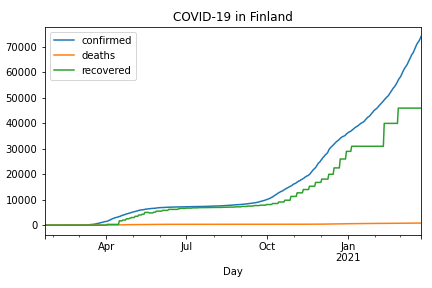 COVID-19 in Finland
confirmed
deaths
recovered
70000
60000
50000
40000
30000
20000
10000
0
Apr
Jul
Oct
Jan
2021
Day